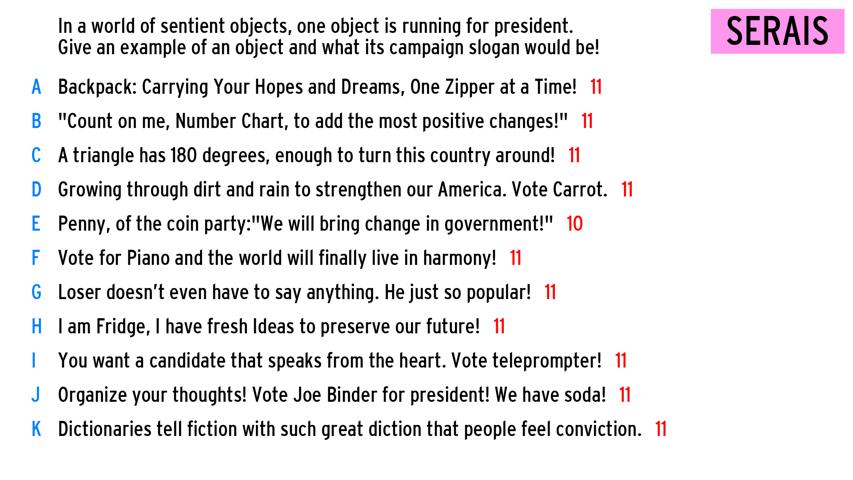 In a world of sentient objects, one object is running for president.
Give an example of an object and what its campaign slogan would be!
SERAIS
A Backpack: Carrying Your Hopes and Dreams, One Zipper at a Time! 11
B "Count on me, Number Chart, to add the most positive changes!" 11
C A triangle has 180 degrees, enough to turn this country around! 11
D Growing through dirt and rain to strengthen our America. Vote Carrot. 11
E Penny, of the coin party:"We will bring change in government!" 10
F Vote for Piano and the world will finally live in harmony! 11
G Loser doesn't even have to say anything. He just so popular! 11
H I am Fridge, I have fresh Ideas to preserve our future! 11
I You want a candidate that speaks from the heart. Vote teleprompter! 11
J Organize your thoughts! Vote Joe Binder for president! We have soda! 11
K Dictionaries tell fiction with such great diction that people feel conviction. 11